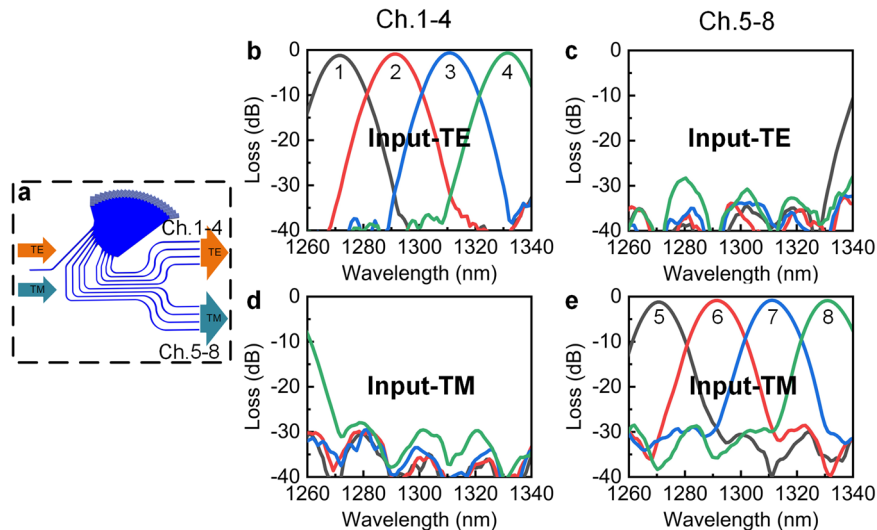 Ch.1-4
Ch.5-8
a
TE
TM
Ch.1-4
TE
TM
Ch.5-8
b
Loss (dB)
0
-10
-20
-30
-40
1 2 3 4
Input-TE
1260 1280 1300 1320 1340
Wavelength (nm)
c
Loss (dB)
0
-10
-20
-30
-40
Input-TE
1260 1280 1300 1320 1340
Wavelength (nm)
d
Loss (dB)
0
-10
-20
-30
-40
Input-TM
1260 1280 1300 1320 1340
Wavelength (nm)
e
Loss (dB)
0
-10
-20
-30
-40
5 6 7 8
Input-TM
1260 1280 1300 1320 1340
Wavelength (nm)